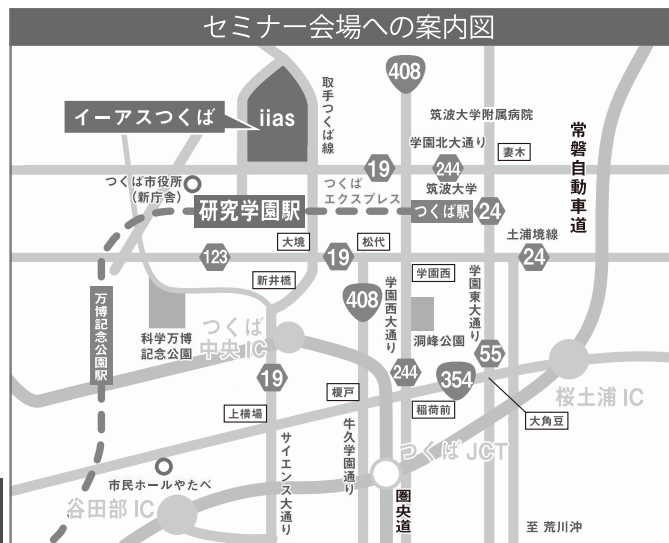 セミナー会場への案内図
408
取手つくば線
iias
イーアスつくば
筑波大学附属病院
学園北大通り
妻木
常磐自動車道
19
244
つくば市役所
（新庁舎）
つくば
エクスプレス
筑波大学
研究学園駅
つくば駅
24
土浦境線
大境
松代
123
19
24
新井橋
学園西
万博記念公園駅
408
学園西大通り
学園東大通り
科学万博
記念公園
つくば
中央IC
洞峰公園
55
19
244
354
桜土浦IC
榎戸
上横場
稲荷前
大角豆
サイエンス大通り
牛久学園通り
つくばJCT
市民ホールやたべ
谷田部IC
圏央道
至 荒川沖